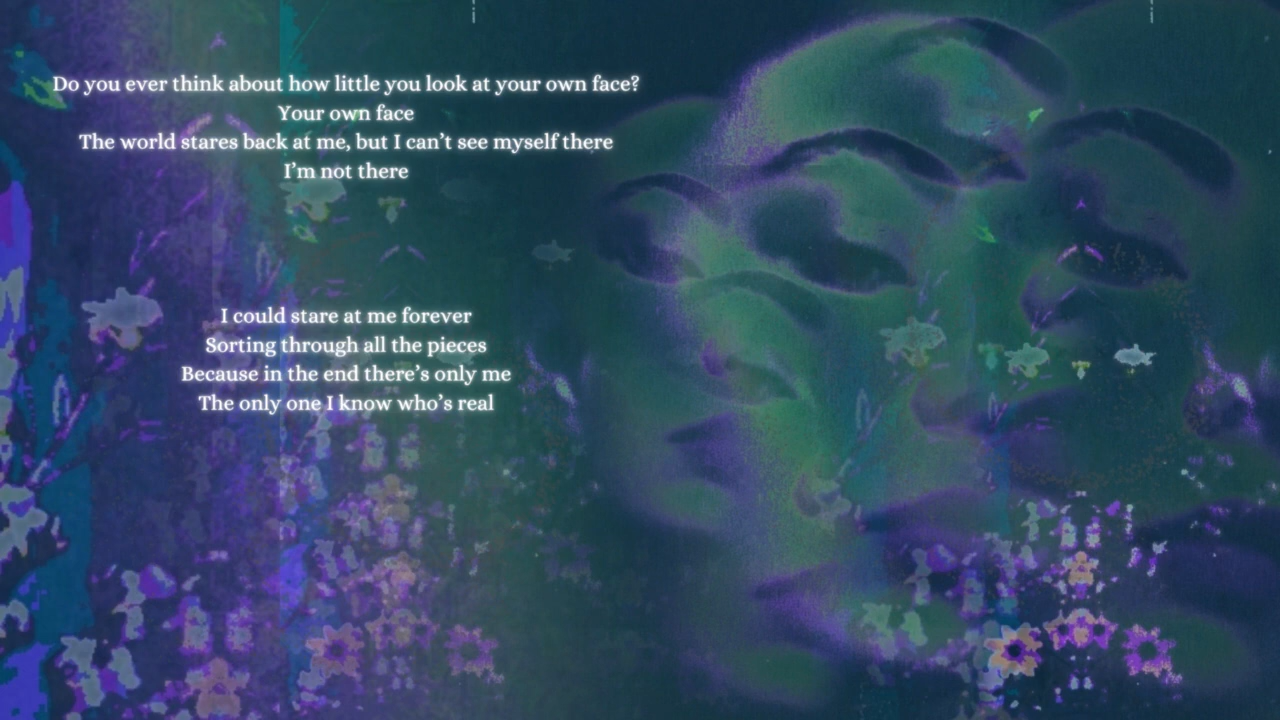 Do you ever think about how little you look at your own face?
Your own face
The world stares back at me, but I can’t see myself there
I’m not there
I could stare at me forever
Sorting through all the pieces
Because in the end there’s only me
The only one I know who’s real